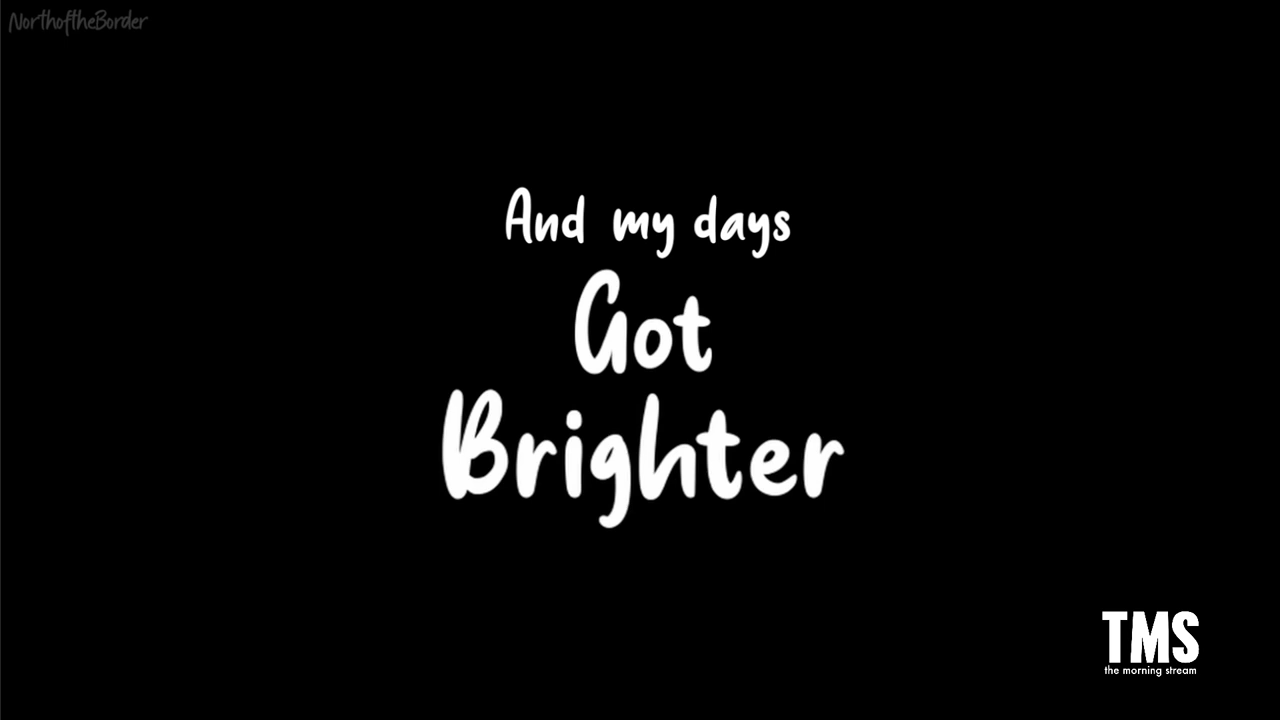 NorthoftheBorder
And my days
Got
Brighter
TMS
the morning stream